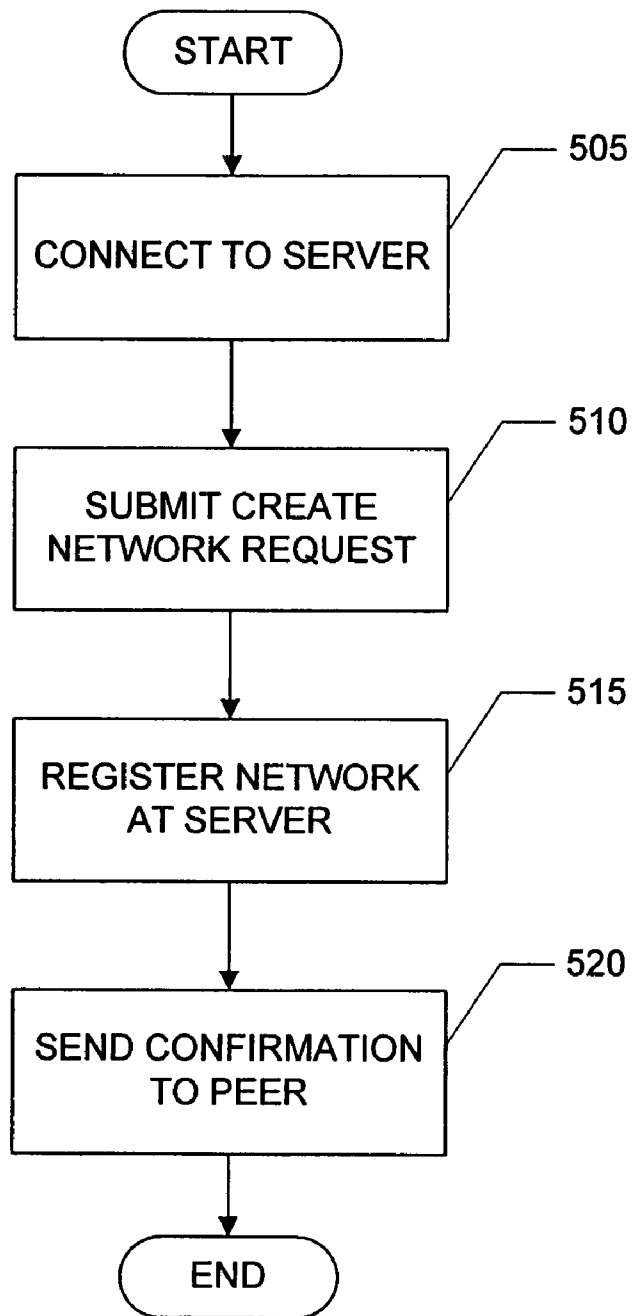 START
505
CONNECT TO SERVER
510
SUBMIT CREATE
NETWORK REQUEST
515
REGISTER NETWORK
AT SERVER
520
SEND CONFIRMATION
TO PEER
END